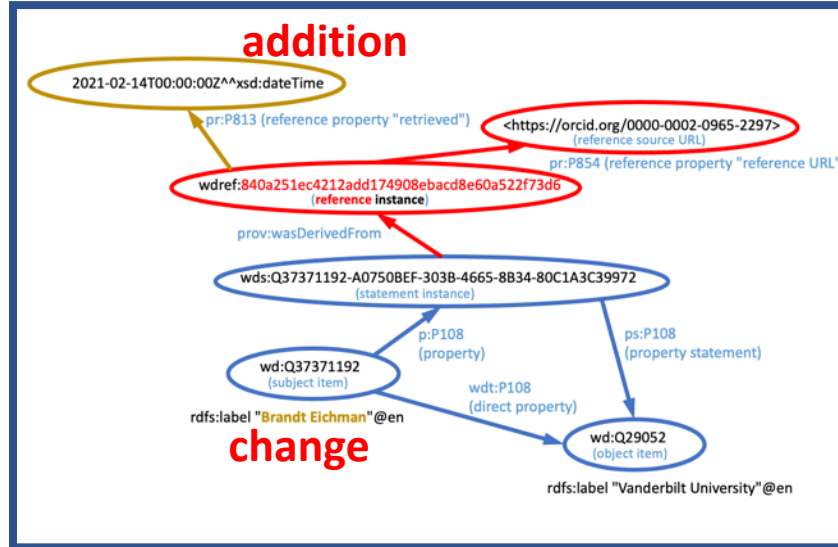 addition
2021-02-14T00:00:00Z^^xsd:dateTime
pr:P813 (reference property "retrieved")
<https://orcid.org/0000-0002-0965-2297>
(reference source URL)
pr:P854 (reference property "reference URL"
wdref:840a251ec4212add174908ebacd8e60a522f73d6
(reference instance)
prov:wasDerivedFrom
wds:Q37371192-A0750BEF-303B-4665-8B34-80C1A3C39972
(statement instance)
p:P108
(property)
ps:P108
(property statement)
wd:Q37371192
(subject item)
wdt:P108
(direct property)
rdfs:label "Brandt Eichman"@en
change
wd:Q29052
(object item)
rdfs:label "Vanderbilt University"@en